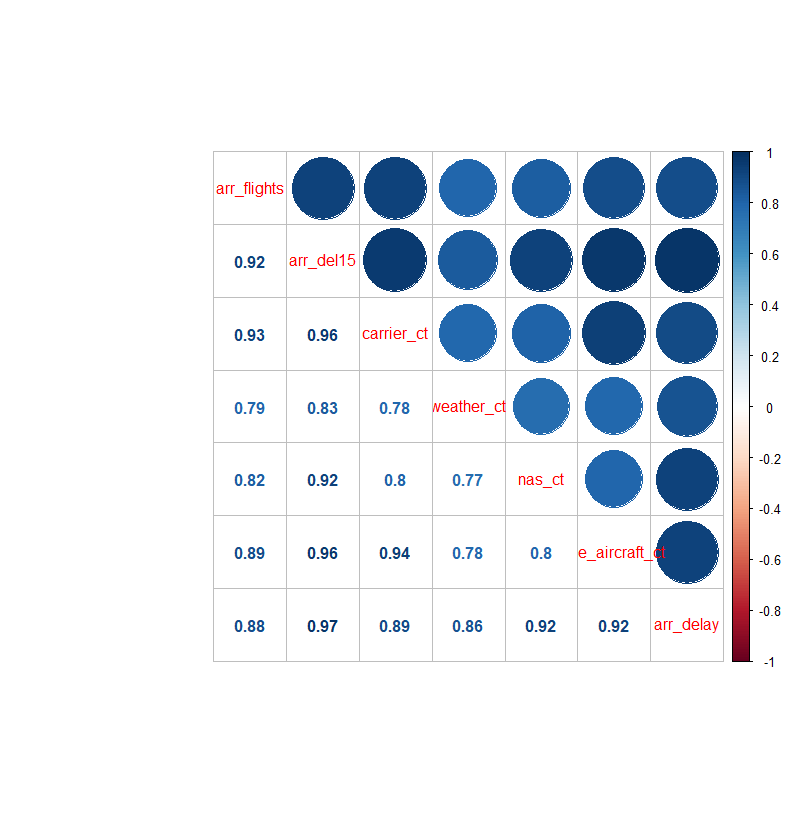 arr_flights
0.92 arr_del15
0.93 0.96 carrier_ct
0.79 0.83 0.78 weather_ct
0.82 0.92 0.8 0.77 nas_ct
0.89 0.96 0.94 0.78 0.8 e_aircraft_ct
0.88 0.97 0.89 0.86 0.92 0.92 arr_delay
1
0.8
0.6
0.4
0.2
0
-0.2
-0.4
-0.6
-0.8
-1